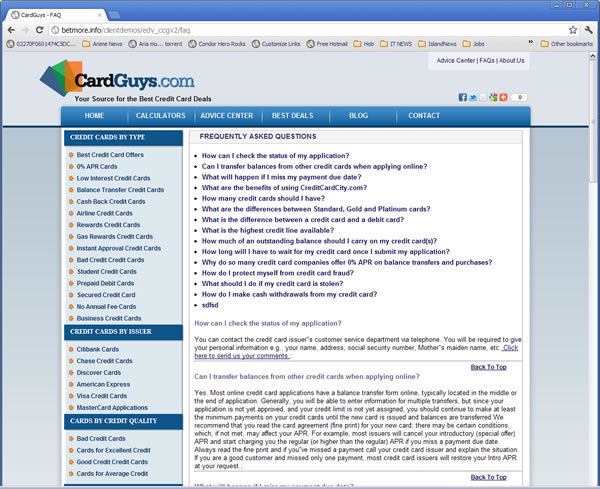 CardGuys - FAQ
betmore.info/clientdemos/edv_ccgv2/faq
02270F0601474C5DC... Anime News Aria mo... torrent Condor Hero Rocks Customize Links Free Hotmail Hob IT NEWS IslandNews Jobs » Other bookmarks
Advice Center | FAQs | About Us
CardGuys.com
Your Source for the Best Credit Card Deals
0
HOME CALCULATORS ADVICE CENTER BEST DEALS BLOG CONTACT
CREDIT CARDS BY TYPE
Best Credit Card Offers
0% APR Cards
Low Interest Credit Cards
Balance Transfer Credit Cards
Cash Back Credit Cards
Airline Credit Cards
Rewards Credit Cards
Gas Rewards Credit Cards
Instant Approval Credit Cards
Bad Credit Credit Cards
Student Credit Cards
Prepaid Debit Cards
Secured Credit Card
No Annual Fee Cards
Business Credit Cards
CREDIT CARDS BY ISSUER
Citibank Cards
Chase Credit Cards
Discover Cards
American Express
Visa Credit Cards
MasterCard Applications
CARDS BY CREDIT QUALITY
Bad Credit Cards
Cards for Excellent Credit
Good Credit Credit Cards
Cards for Average Credit
FREQUENTLY ASKED QUESTIONS
How can I check the status of my application?
Can I transfer balances from other credit cards when applying online?
What will happen if I miss my payment due date?
What are the benefits of using CreditCardCity.com?
How many credit cards should I have?
What are the differences between Standard, Gold and Platinum cards?
What is the difference between a credit card and a debit card?
What is the highest credit line available?
How much of an outstanding balance should I carry on my credit card(s)?
How long will I have to wait for my credit card once I submit my application?
Why do so many credit card companies offer 0% APR on balance transfers and purchases?
How do I protect myself from credit card fraud?
What should I do if my credit card is stolen?
How do I make cash withdrawals from my credit card?
sdfsd
How can I check the status of my application?
You can contact the credit card issuer"s customer service department via telephone. You will be required to give
your personal information e.g., your name, address, social security number, Mother"s maiden name, etc. Click
here to send us your comments.:
Back To Top
Can I transfer balances from other credit cards when applying online?
Yes. Most online credit card applications have a balance transfer form online, typically located in the middle or
the end of application. Generally, you will be able to enter information for multiple transfers, but since your
application is not yet approved, and your credit limit is not yet assigned, you should continue to make at least
the minimum payments on your credit cards until the new card is issued and balances are transferred.We
recommend that you read the card agreement (fine print) for your new card; there may be certain conditions,
which, if not met, may affect your APR. For example, most issuers will cancel your introductory (special offer)
APR and start charging you the regular (or higher than the regular) APR if you miss a payment due date.
Always read the fine print and if you"ve missed a payment call your credit card issuer and explain the situation.
If you are a good customer and missed only one payment, most credit card issuers will restore your Intro APR
at your request.:
Back To Top
What will happen if I miss my payment due date?